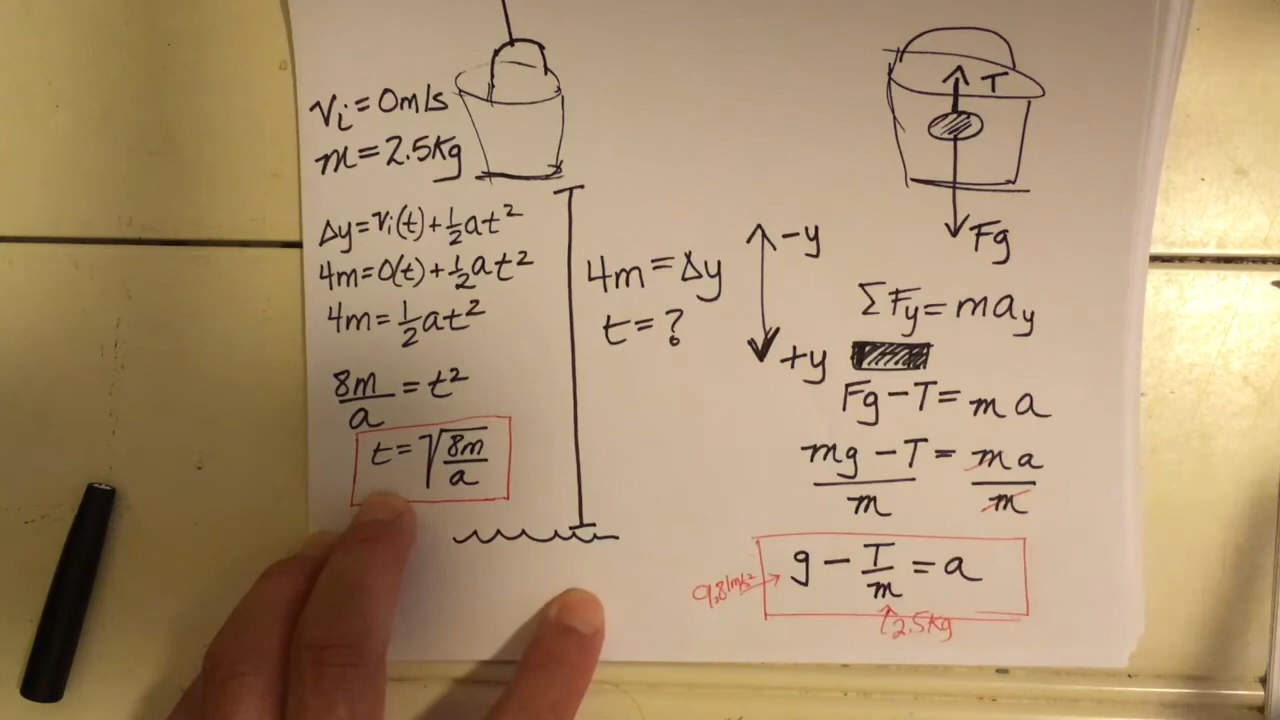 vᵢ = 0m/s
m = 2.5kg
Δy = vᵢ(t) + ½at²
4m = 0(t) + ½at²
4m = ½at²
8m/a = t²
t = √(8m/a)
4m = Δy
t = ?
-y
+y
T
Fg
ΣFy = may
Fg - T = ma
(mg - T)/m = ma/m
g - T/m = a
9.81m/s²
2.5kg